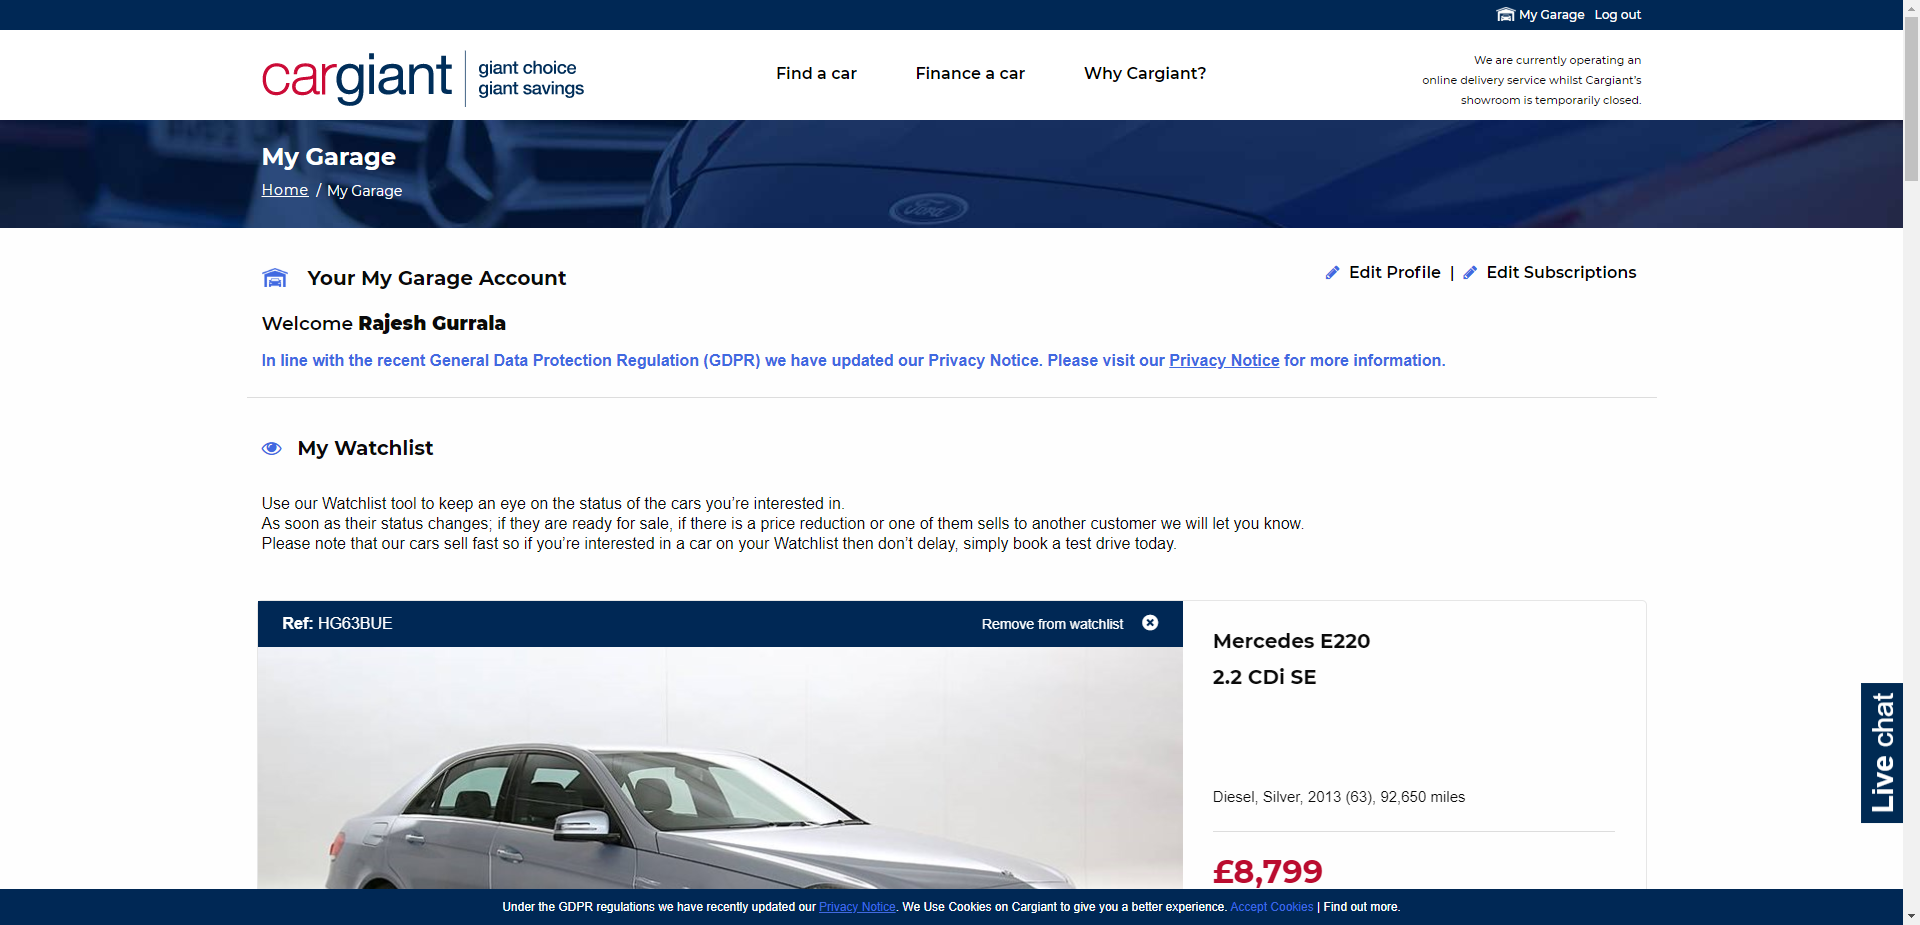 My Garage Log out
cargiant
giant choice
giant savings
Find a car
Finance a car
Why Cargiant?
We are currently operating an
online delivery service whilst Cargiant's
showroom is temporarily closed.
My Garage
Home / My Garage
Ford
Your My Garage Account
Edit Profile | Edit Subscriptions
Welcome Rajesh Gurrala
In line with the recent General Data Protection Regulation (GDPR) we have updated our Privacy Notice. Please visit our Privacy Notice for more information.
My Watchlist
Use our Watchlist tool to keep an eye on the status of the cars you're interested in.
As soon as their status changes; if they are ready for sale, if there is a price reduction or one of them sells to another customer we will let you know.
Please note that our cars sell fast so if you're interested in a car on your Watchlist then don't delay, simply book a test drive today.
Ref: HG63BUE
Remove from watchlist
Mercedes E220
2.2 CDi SE
Diesel, Silver, 2013 (63), 92,650 miles
£8,799
Live chat
Under the GDPR regulations we have recently updated our Privacy Notice. We Use Cookies on Cargiant to give you a better experience. Accept Cookies | Find out more.